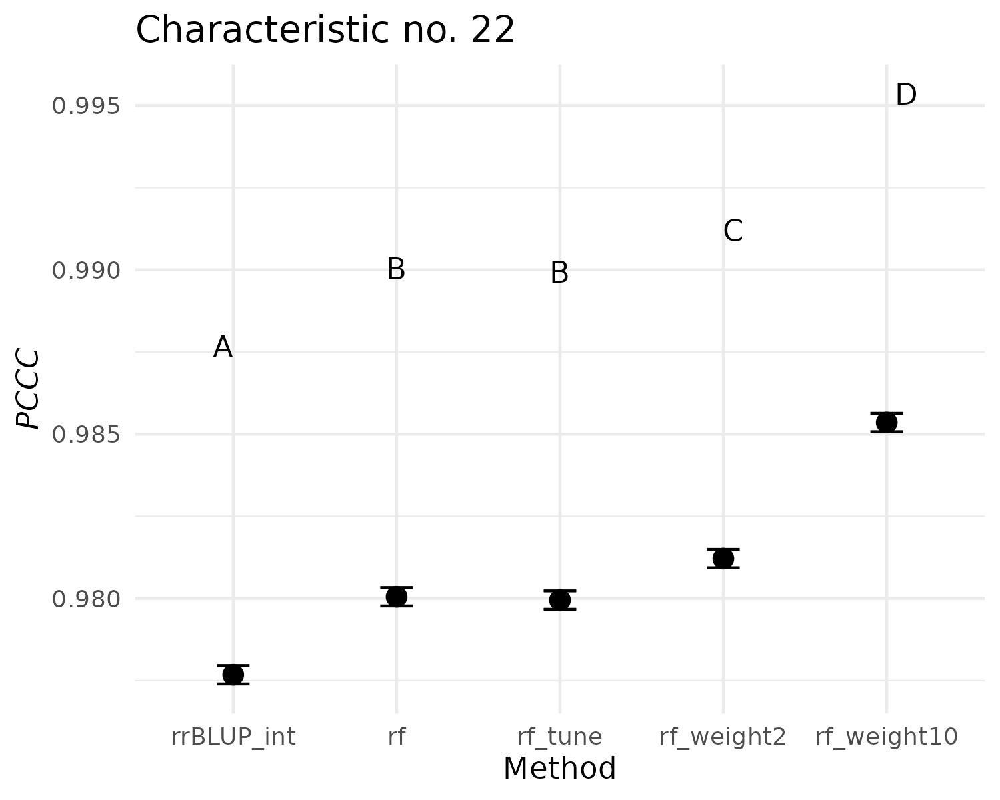 Characteristic no. 22
0.995
0.990
0.985
0.980
PCCC
A
B
B
C
D
rrBLUP_int
rf
rf_tune
rf_weight2
rf_weight10
Method